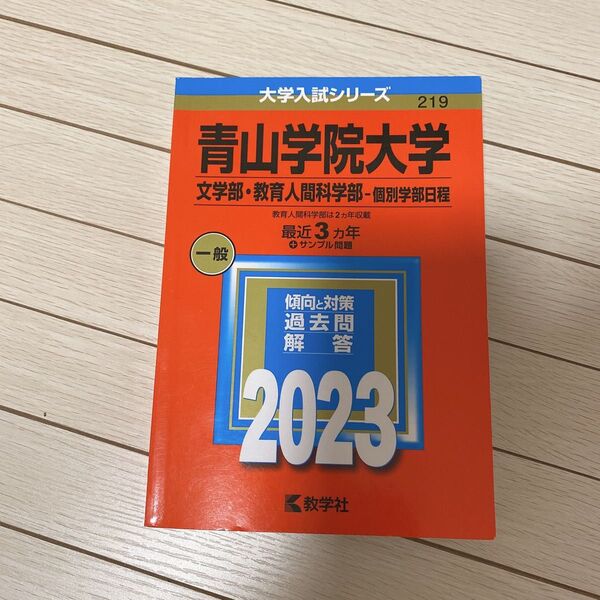 大学入試シリーズ
219
青山学院大学
文学部・教育人間科学部-個別学部日程
教育人間科学部は2ヵ年収載
最近3ヵ年
+サンプル問題
一般
傾向と対策
過去問
解答
2023
教学社